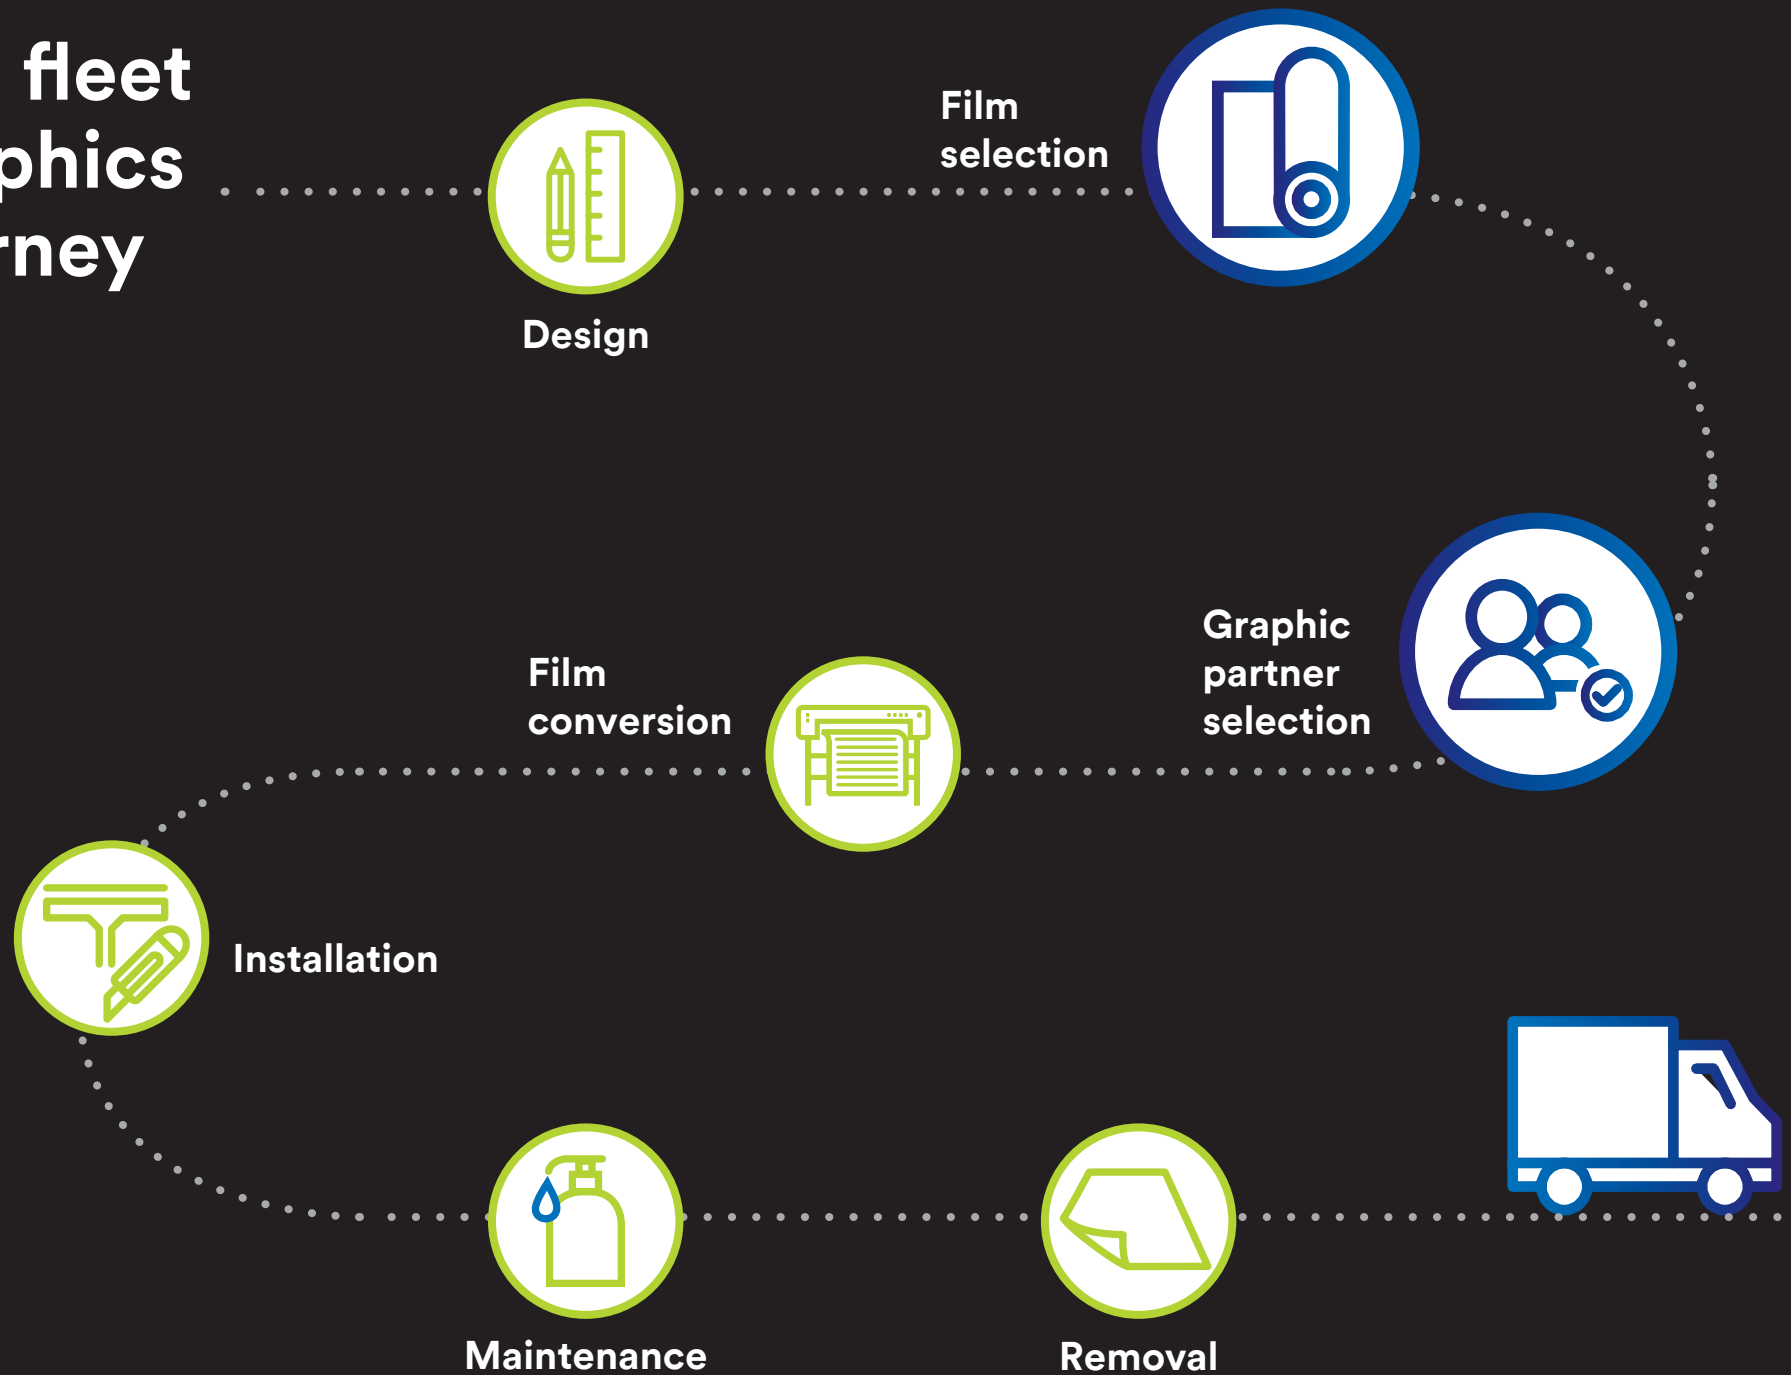 fleet
phics
rney
Design
Film
selection
Graphic
partner
selection
Film
conversion
Installation
Maintenance
Removal